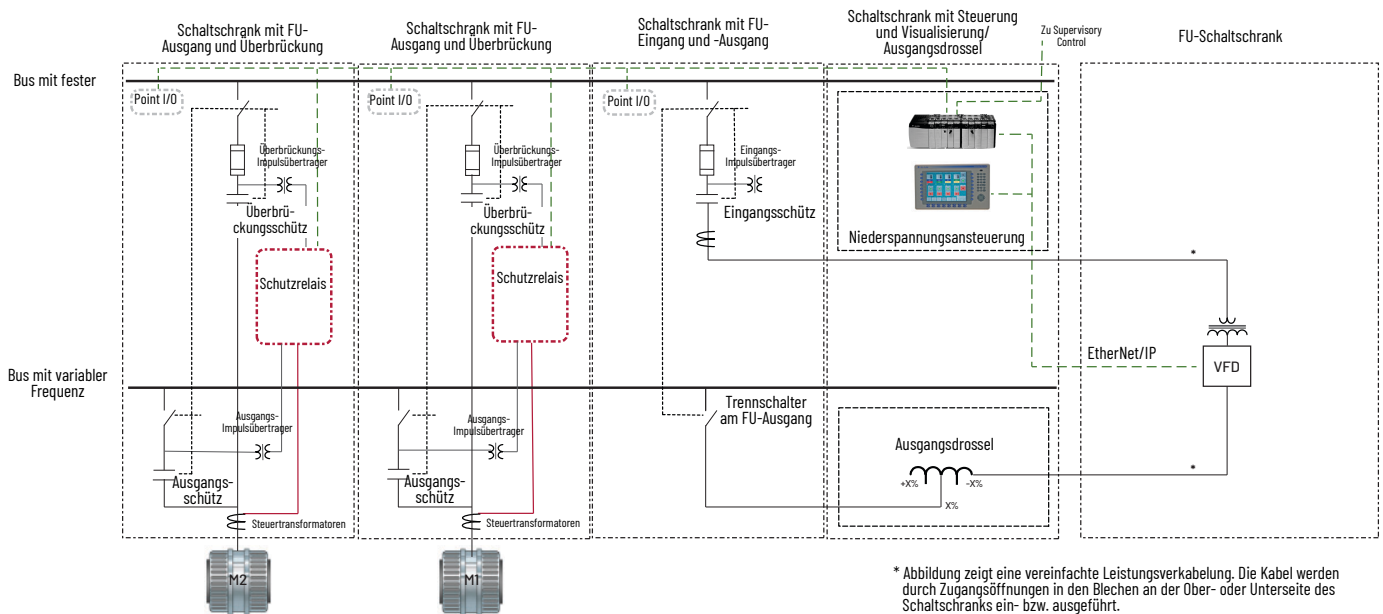 Schaltschrank mit FU-
Ausgang und Überbrückung
Schaltschrank mit FU-
Ausgang und Überbrückung
Schaltschrank mit FU-
Eingang und -Ausgang
Schaltschrank mit Steuerung
und Visualisierung/
Ausgangsdrossel
Zu Supervisory
Control
FU-Schaltschrank
Bus mit fester
Point I/O
Point I/O
Point I/O
Überbrückungs-
Impulsübertrager
Überbrückungs-
Impulsübertrager
Eingangs-
Impulsübertrager
Überbrü-
ckungsschütz
Überbrü-
ckungsschütz
Eingangsschütz
Niederspannungsansteuerung
Schutzrelais
Schutzrelais
*
EtherNet/IP
VFD
Bus mit variabler
Frequenz
Ausgangs-
Impulsübertrager
Ausgangs-
Impulsübertrager
Trennschalter
am FU-Ausgang
Ausgangsdrossel
*
+X%
-X%
X%
Ausgangs-
schütz
Ausgangs-
schütz
Steuertransformatoren
Steuertransformatoren
M2
M1
* Abbildung zeigt eine vereinfachte Leistungsverkabelung. Die Kabel werden
durch Zugangsöffnungen in den Blechen an der Ober- oder Unterseite des
Schaltschranks ein- bzw. ausgeführt.